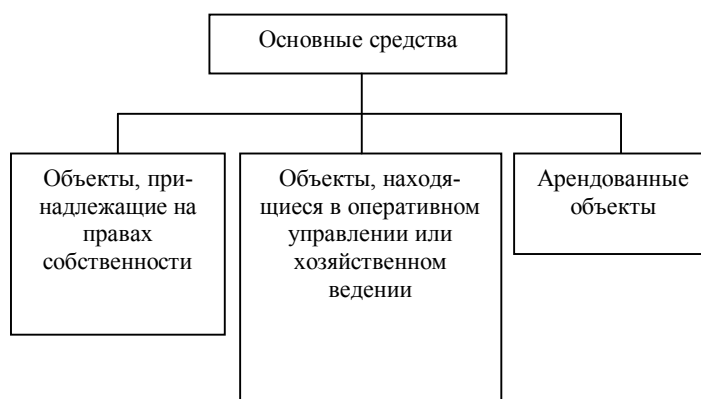 Основные средства
Объекты, при-
надлежащие на
правах
собственности
Объекты, находя-
щиеся в оперативном
управлении или
хозяйственном
ведении
Арендованные
объекты